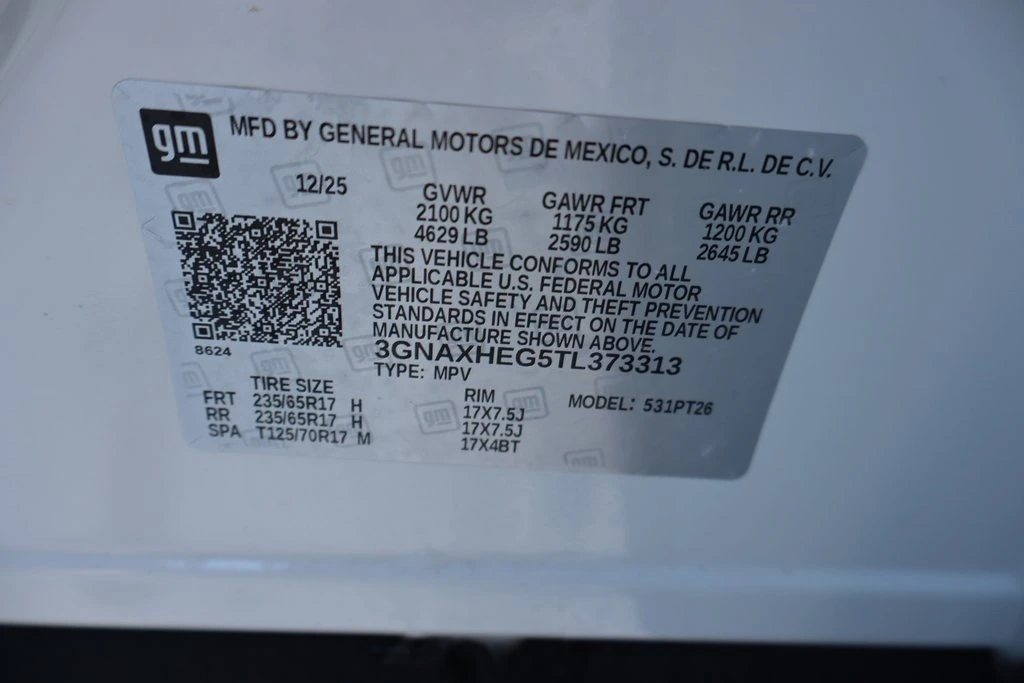 gm
MFD BY GENERAL MOTORS DE MEXICO, S. DE R.L. DE C.V.
12/25
GVWR
2100 KG
4629 LB
GAWR FRT
1175 KG
2590 LB
GAWR RR
1200 KG
2645 LB
THIS VEHICLE CONFORMS TO ALL
APPLICABLE U.S. FEDERAL MOTOR
VEHICLE SAFETY AND THEFT PREVENTION
STANDARDS IN EFFECT ON THE DATE OF
MANUFACTURE SHOWN ABOVE.
3GNAXHEG5TL373313
TYPE: MPV
8624
TIRE SIZE
FRT 235/65R17 H
RR 235/65R17 H
SPA T125/70R17 M
RIM
17X7.5J
17X7.5J
17X4BT
MODEL: 531PT26